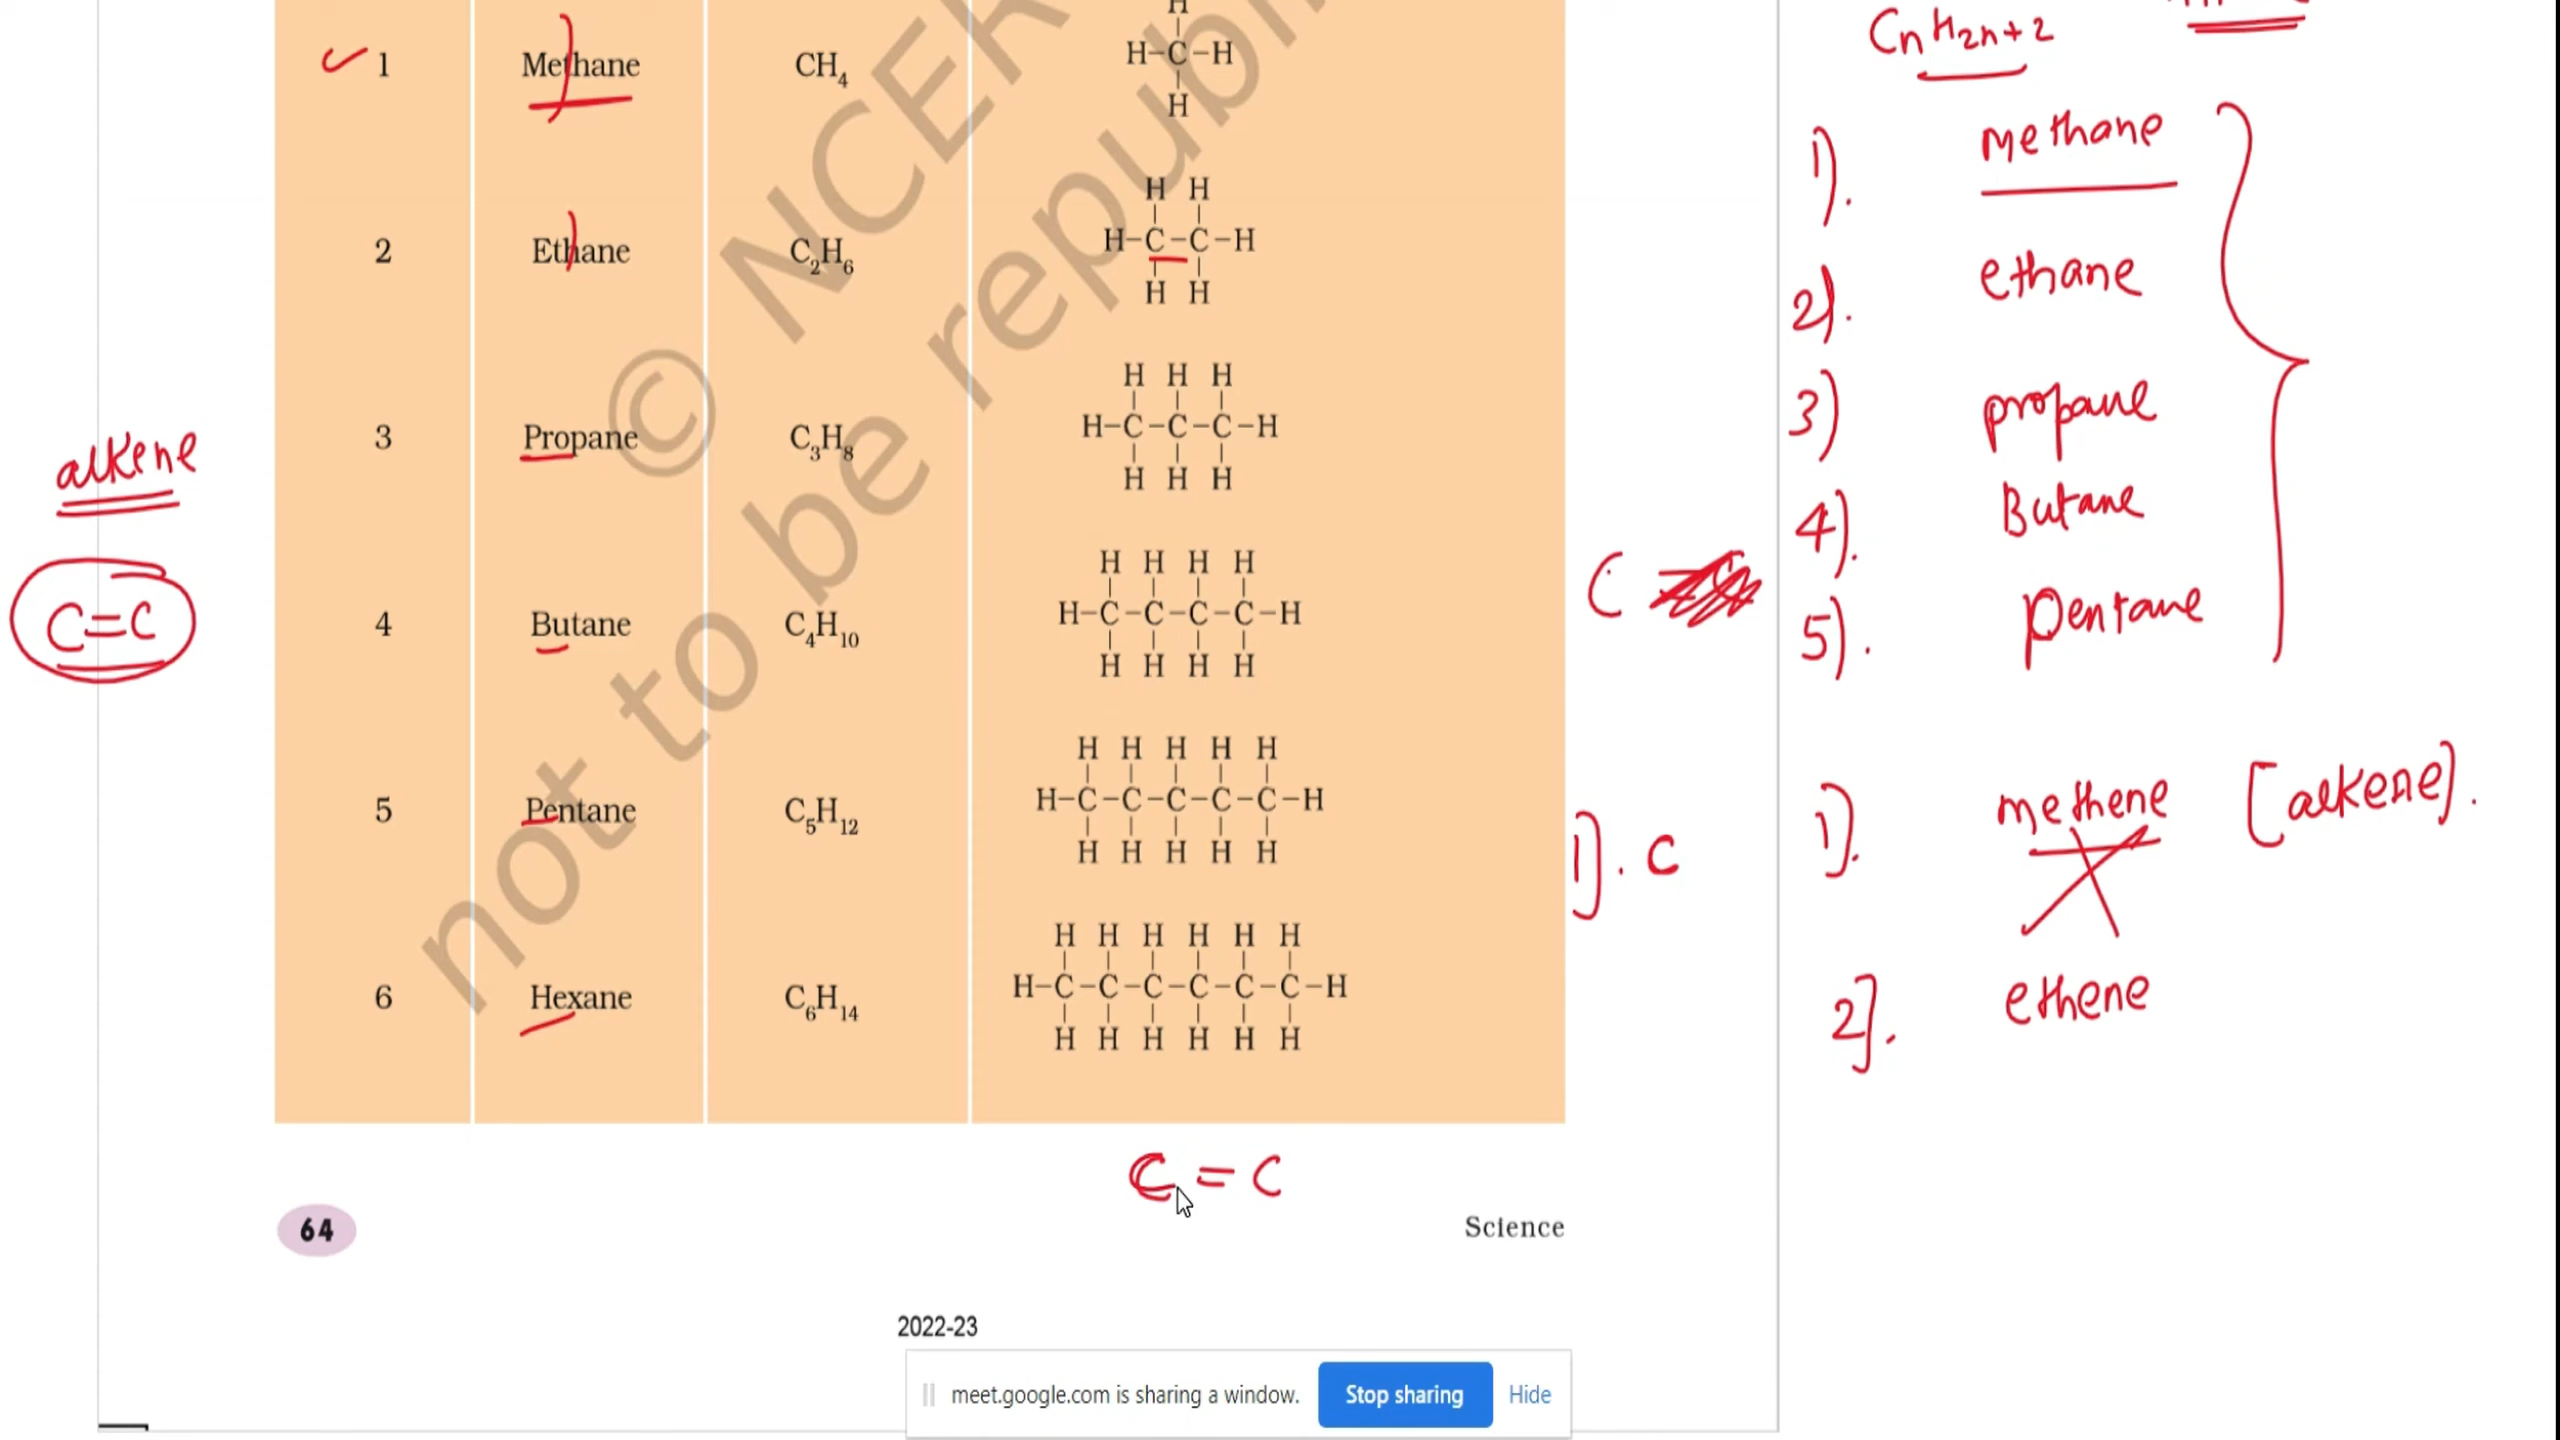 CnH2n+2
H
1 Methane CH4 H-C-H
H
H H
2 Ethane C2H6 H-C-C-H
H H
H H H
3 Propane C3H8 H-C-C-C-H
H H H
H H H H
4 Butane C4H10 H-C-C-C-C-H
H H H H
H H H H H
5 Pentane C5H12 H-C-C-C-C-C-H
H H H H H
H H H H H H
6 Hexane C6H14 H-C-C-C-C-C-C-H
H H H H H H
© NCER
not to be republi
alkene
C=C
C
1). C
1). Methane
2). ethane
3) propane
4). Butane
5). Pentane
1). methene [alkene].
2]. ethene
C = C
64
Science
2022-23
meet.google.com is sharing a window. Stop sharing Hide